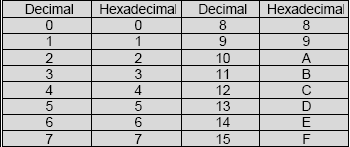 Decimal Hexadecimal Decimal Hexadecimal
0 0 8 8
1 1 9 9
2 2 10 A
3 3 11 B
4 4 12 C
5 5 13 D
6 6 14 E
7 7 15 F